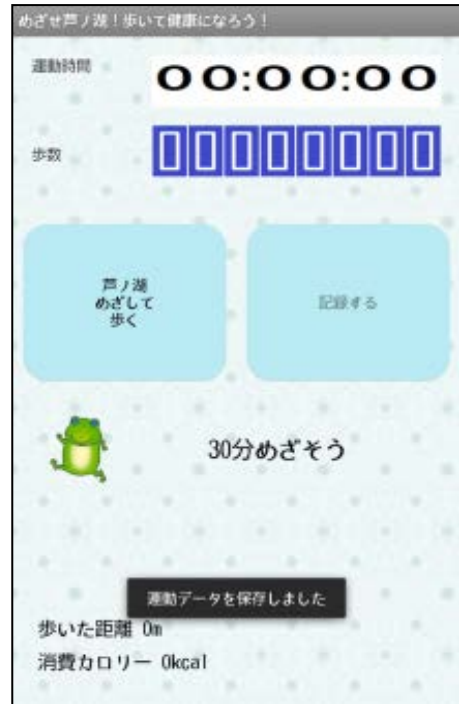 めざせ芦ノ湖！歩いて健康になろう！
運動時間 00:00:00
歩数 00000000
芦ノ湖
めざして
歩く
記録する
30分めざそう
運動データを保存しました
歩いた距離 0m
消費カロリー 0kcal